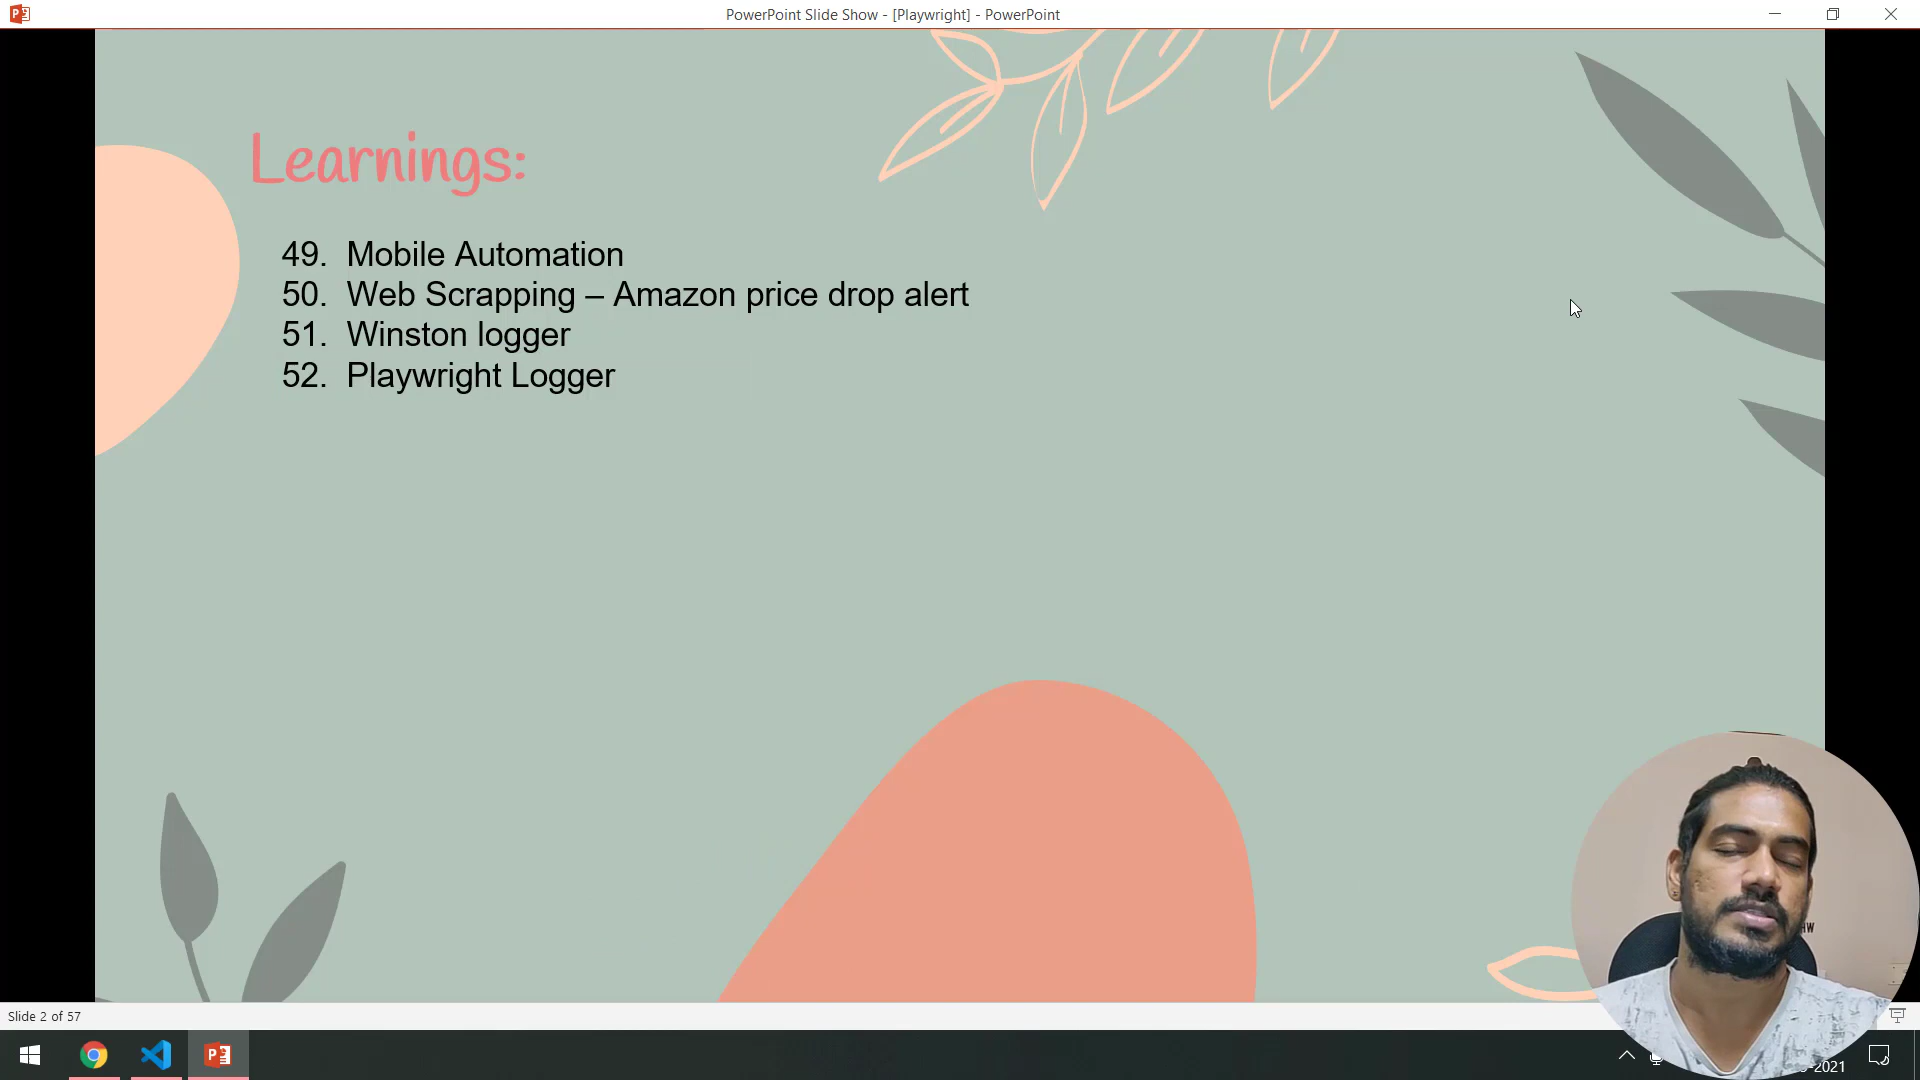 PowerPoint Slide Show - [Playwright] - PowerPoint
Learnings:
49. Mobile Automation
50. Web Scrapping – Amazon price drop alert
51. Winston logger
52. Playwright Logger
Slide 2 of 57